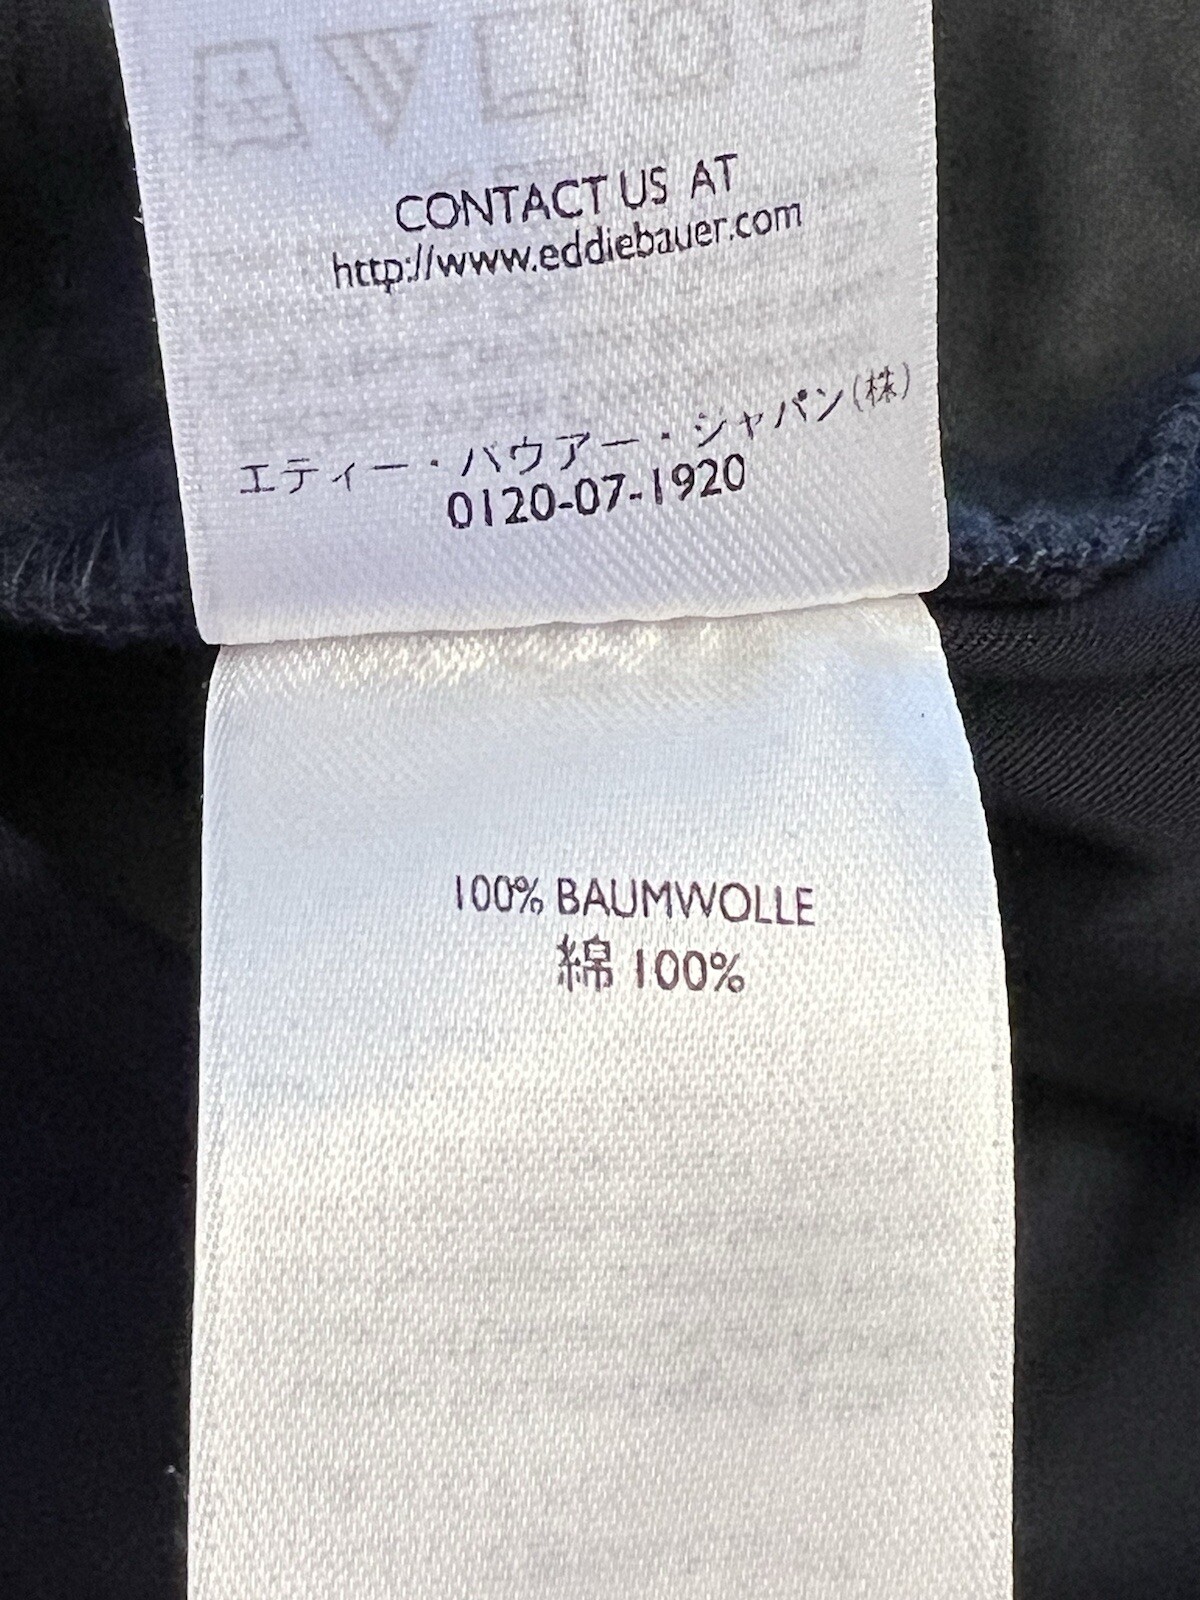 CONTACT US AT
http://www.eddiebauer.com
エディー・バウアー・ジャパン(株)
0120-07-1920
100% BAUMWOLLE
綿 100%